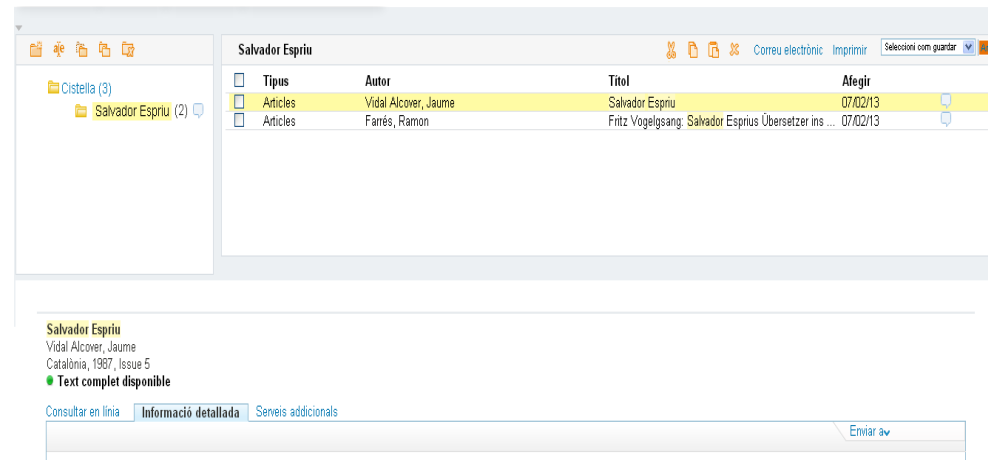 aje
Salvador Espriu
Correu electrònic Imprimir Seleccioni com guardar
Cistella (3)
Salvador Espriu (2)
Tipus Autor Títol Afegir
Articles Vidal Alcover, Jaume Salvador Espriu 07/02/13
Articles Farrés, Ramon Fritz Vogelgsang: Salvador Esprius Übersetzer ins ... 07/02/13
Salvador Espriu
Vidal Alcover, Jaume
Catalònia, 1987, Issue 5
Text complet disponible
Consultar en línia Informació detallada Serveis addicionals
Enviar a